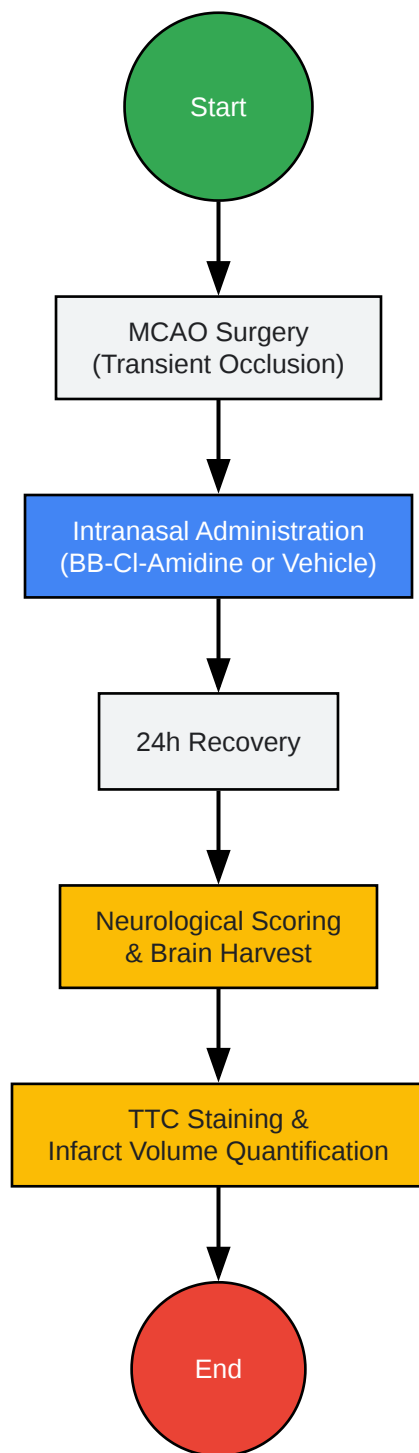 Start
MCAO Surgery
(Transient Occlusion)
Intranasal Administration
(BB-Cl-Amidine or Vehicle)
24h Recovery
Neurological Scoring
& Brain Harvest
TTC Staining &
Infarct Volume Quantification
End